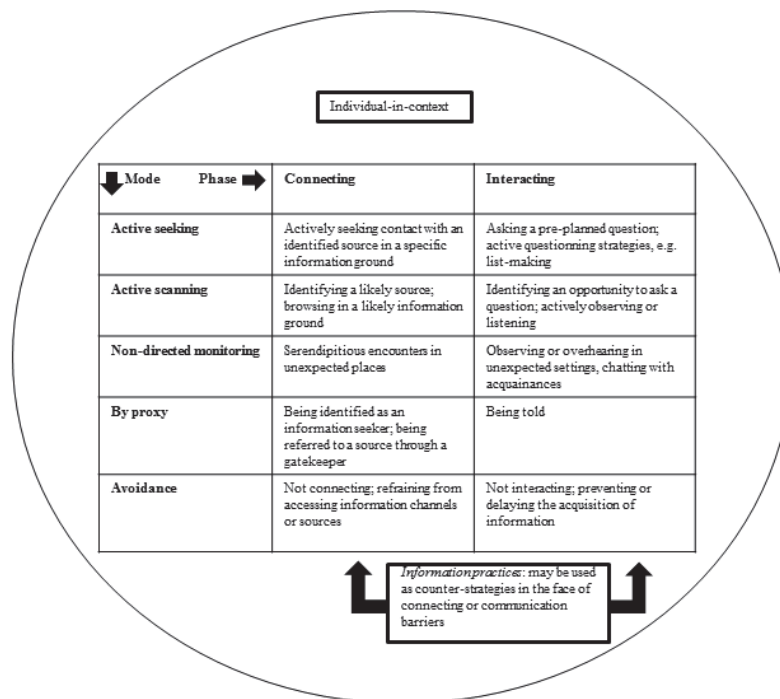 Individual-in-context
Mode Phase Connecting Interacting
Active seeking
Actively seeking contact with an
identified source in a specific
information ground
Asking a pre-planned question;
active questionning strategies, e.g.
list-making
Active scanning
Identifying a likely source;
browsing in a likely information
ground
Identifying an opportunity to ask a
question; actively observing or
listening
Non-directed monitoring
Serendipitious encounters in
unexpected places
Observing or overhearing in
unexpected settings, chatting with
acquainances
By proxy
Being identified as an
information seeker; being
referred to a source through a
gatekeeper
Being told
Avoidance
Not connecting; refraining from
accessing information channels
or sources
Not interacting; preventing or
delaying the acquisition of
information
Information practices: may be used
as counter-strategies in the face of
connecting or communication
barriers